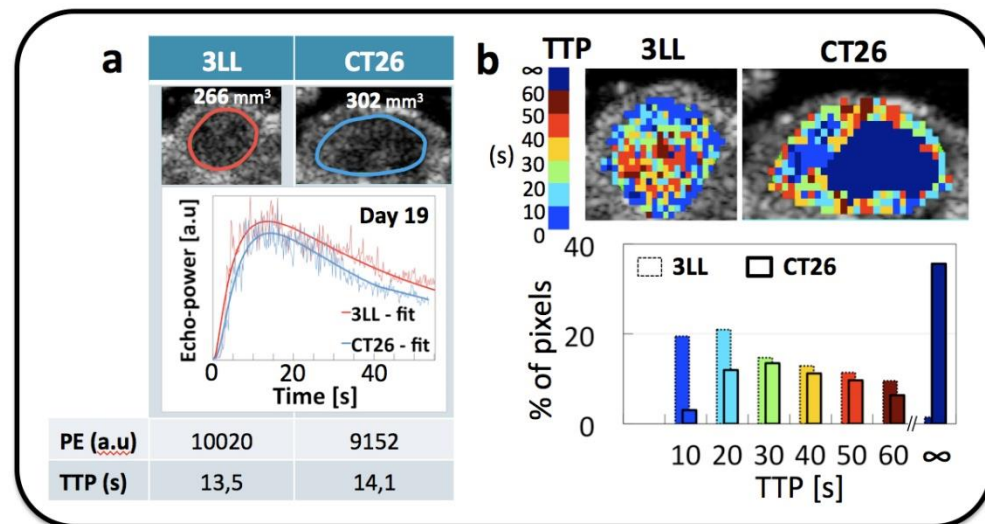 a
3LL CT26
266 mm³ 302 mm³
Echo-power [a.u]
Day 19
3LL - fit
CT26 - fit
0 20 40
Time [s]
PE (a.u) 10020 9152
TTP (s) 13,5 14,1
b
TTP 3LL CT26
∞
60
50
40
(s)
30
20
10
0
% of pixels
40
20
0
3LL CT26
10 20 30 40 50 60 // ∞
TTP [s]